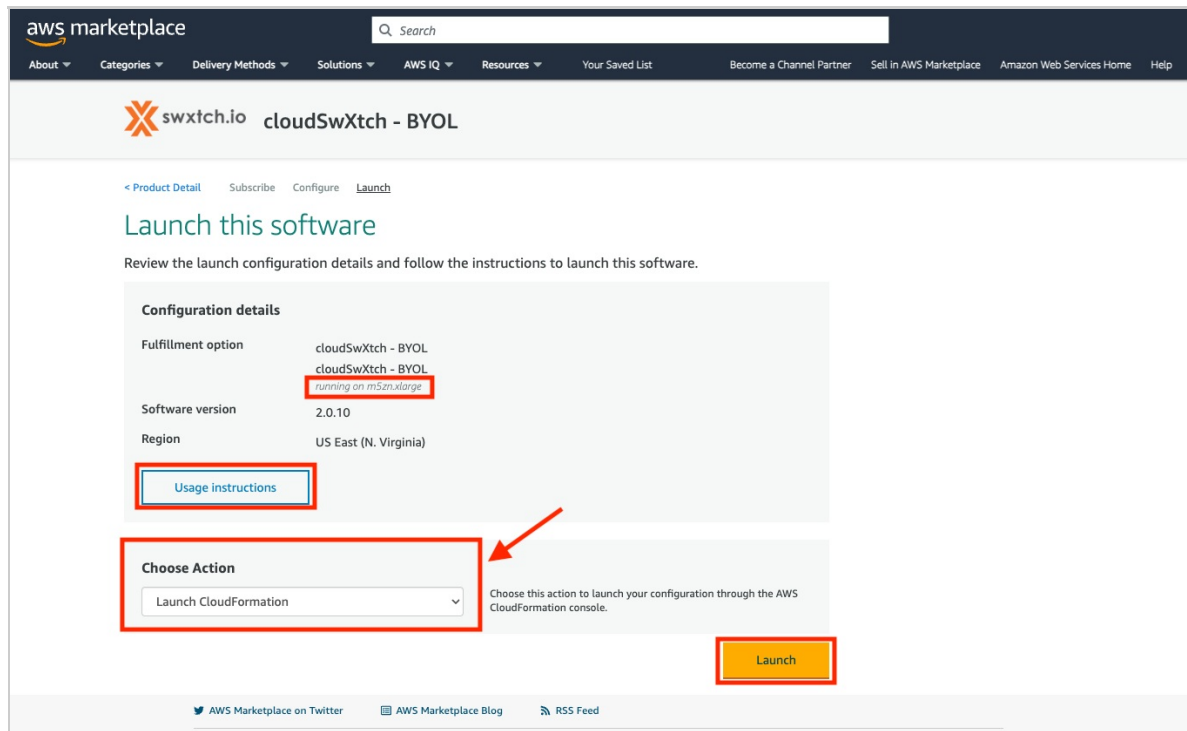 aws marketplace
Search
About Categories Delivery Methods Solutions AWS IQ Resources Your Saved List Become a Channel Partner Sell in AWS Marketplace Amazon Web Services Home Help
swxtch.io cloudSwXtch - BYOL
< Product Detail Subscribe Configure Launch
Launch this software
Review the launch configuration details and follow the instructions to launch this software.
Configuration details
Fulfillment option cloudSwXtch - BYOL
cloudSwXtch - BYOL
running on m5zn.xlarge
Software version 2.0.10
Region US East (N. Virginia)
Usage instructions
Choose Action
Launch CloudFormation
Choose this action to launch your configuration through the AWS
CloudFormation console.
Launch
AWS Marketplace on Twitter AWS Marketplace Blog RSS Feed